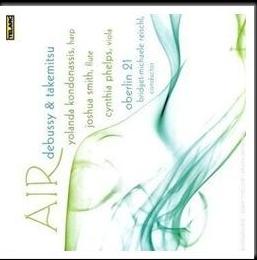 TELARC
AIR
debussy & takemitsu
yolanda kondonassis, harp
joshua smith, flute
cynthia phelps, viola
oberlin 21
bridget-michaele reischl,
conductor